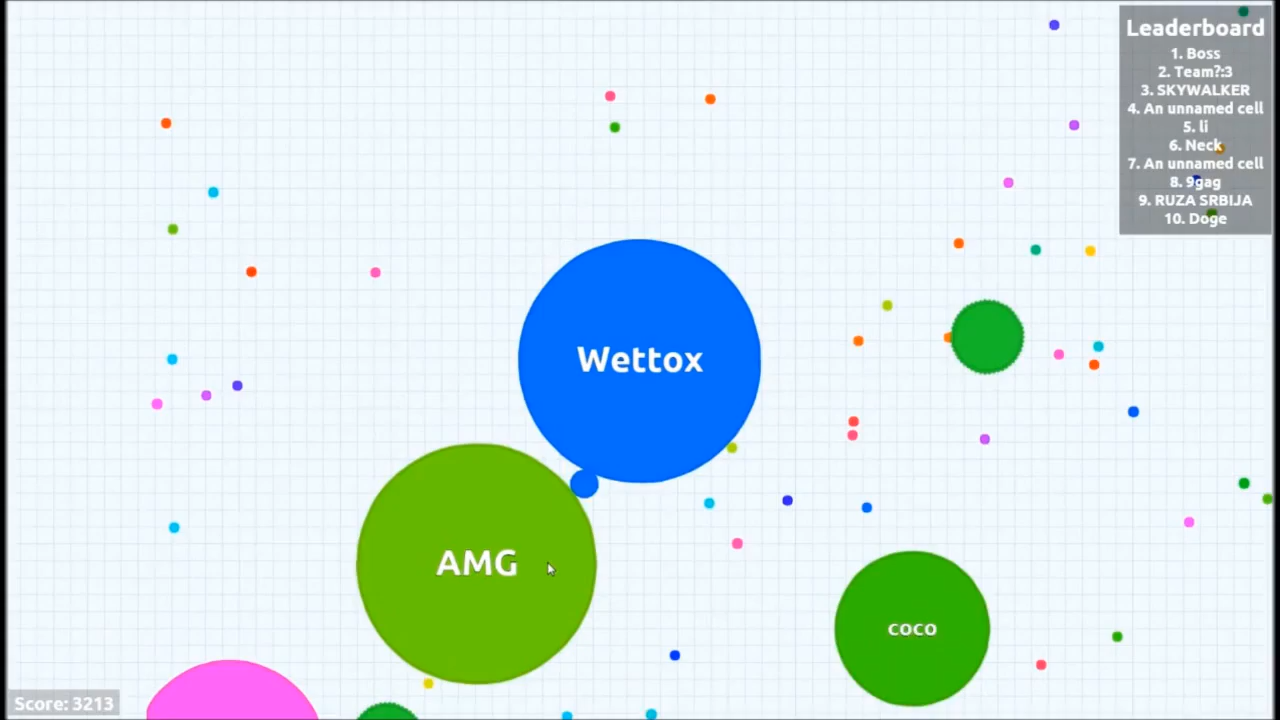 Leaderboard
1. Boss
2. Team?:3
3. SKYWALKER
4. An unnamed cell
5. li
6. Neck
7. An unnamed cell
8. 9gag
9. RUZA SRBIJA
10. Doge
Wettox
AMG
coco
Score: 3213